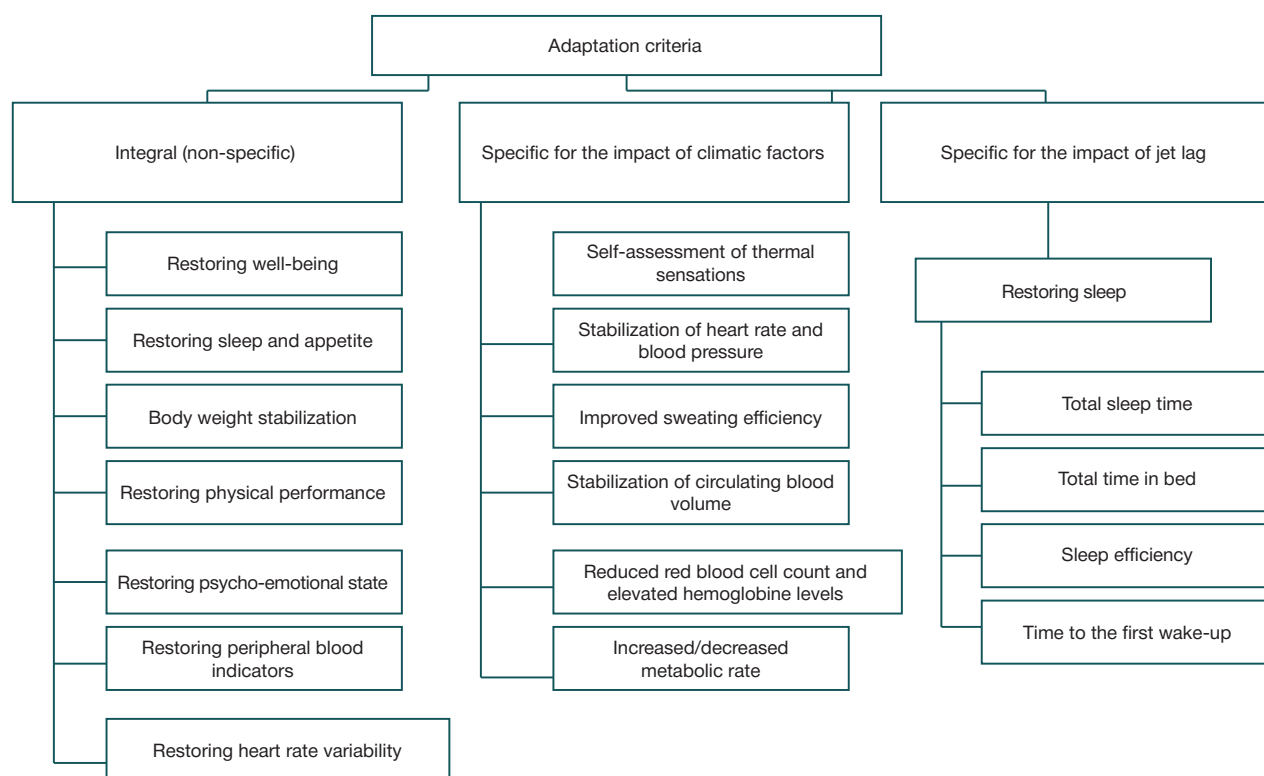 Adaptation criteria
Integral (non-specific)
Specific for the impact of climatic factors
Specific for the impact of jet lag
Restoring well-being
Restoring sleep and appetite
Body weight stabilization
Restoring physical performance
Restoring psycho-emotional state
Restoring peripheral blood
indicators
Restoring heart rate variability
Self-assessment of thermal
sensations
Stabilization of heart rate and
blood pressure
Improved sweating efficiency
Stabilization of circulating blood
volume
Reduced red blood cell count and
elevated hemoglobine levels
Increased/decreased
metabolic rate
Restoring sleep
Total sleep time
Total time in bed
Sleep efficiency
Time to the first wake-up